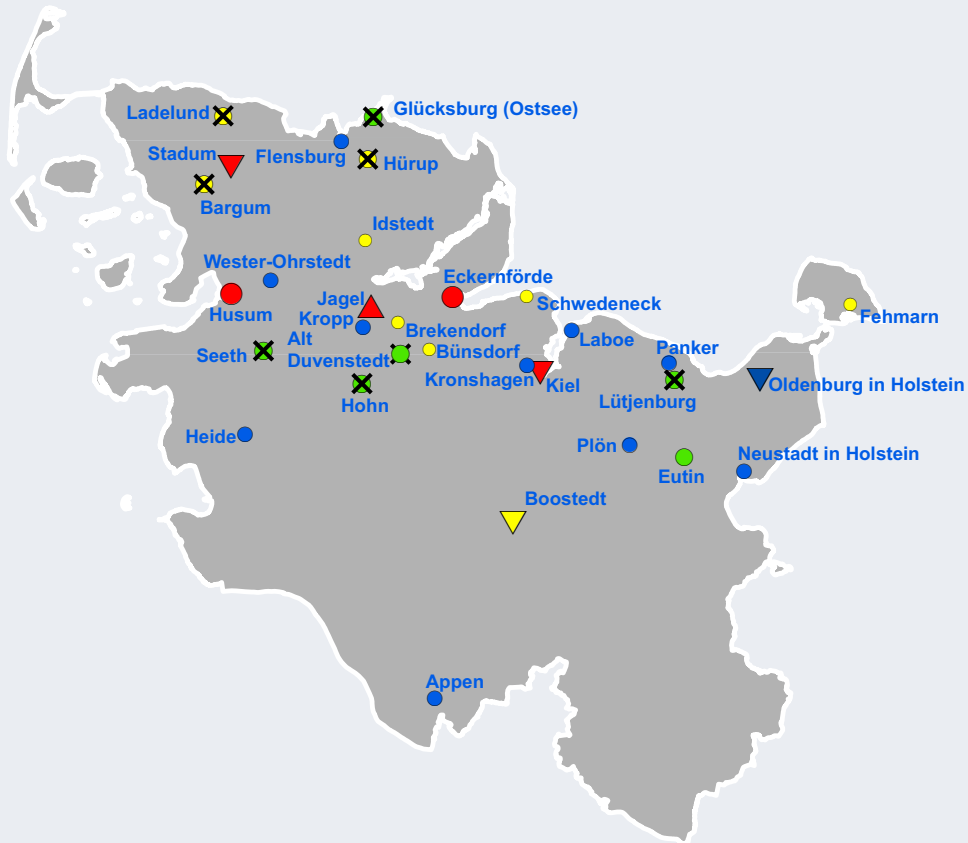 Glücksburg (Ostsee)
Ladelund
Stadum
Flensburg
Hürup
Bargum
Idstedt
Wester-Ohrstedt
Eckernförde
Jagel
Schwedeneck
Husum
Kropp
Fehmarn
Brekendorf
Alt
Duvenstedt
Laboe
Seeth
Bünsdorf
Panker
Kronshagen
Kiel
Oldenburg in Holstein
Hohn
Lütjenburg
Heide
Plön
Neustadt in Holstein
Eutin
Boostedt
Appen